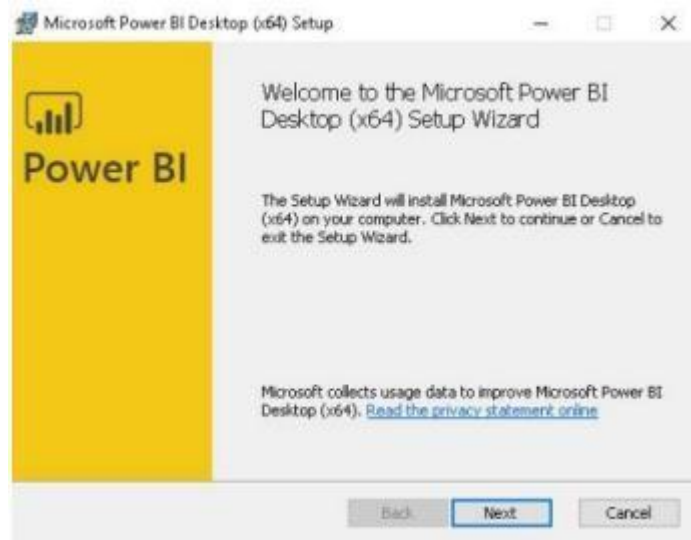 Microsoft Power BI Desktop (x64) Setup
Power BI
Welcome to the Microsoft Power BI
Desktop (x64) Setup Wizard
The Setup Wizard will install Microsoft Power BI Desktop
(x64) on your computer. Click Next to continue or Cancel to
exit the Setup Wizard.
Microsoft collects usage data to improve Microsoft Power BI
Desktop (x64). Read the privacy statement online
Back Next Cancel